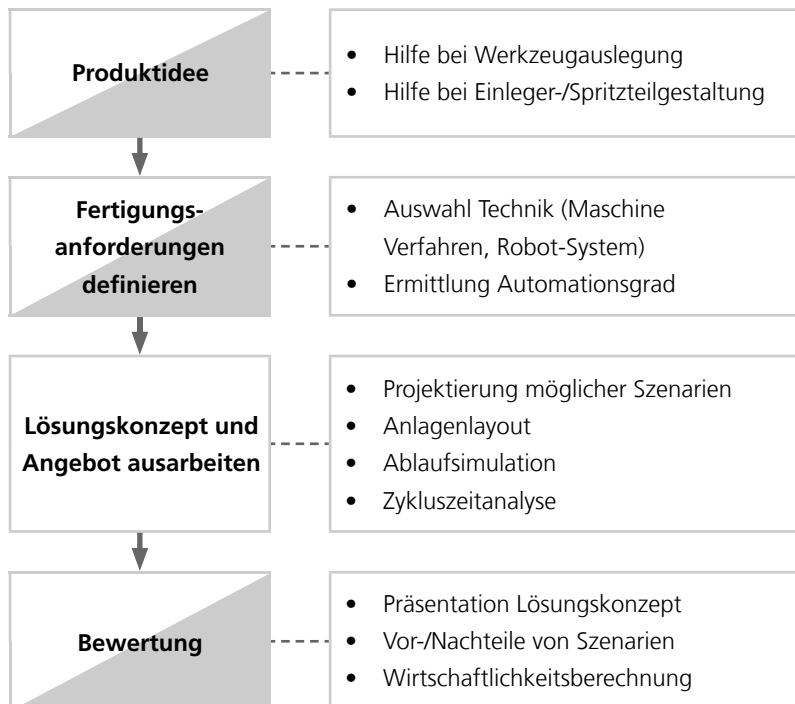 Produktidee
• Hilfe bei Werkzeugauslegung
• Hilfe bei Einleger-/Spritzteilgestaltung
Fertigungs-
anforderungen
definieren
• Auswahl Technik (Maschine
Verfahren, Robot-System)
• Ermittlung Automationsgrad
Lösungskonzept und
Angebot ausarbeiten
• Projektierung möglicher Szenarien
• Anlagenlayout
• Ablaufsimulation
• Zykluszeitanalyse
Bewertung
• Präsentation Lösungskonzept
• Vor-/Nachteile von Szenarien
• Wirtschaftlichkeitsberechnung